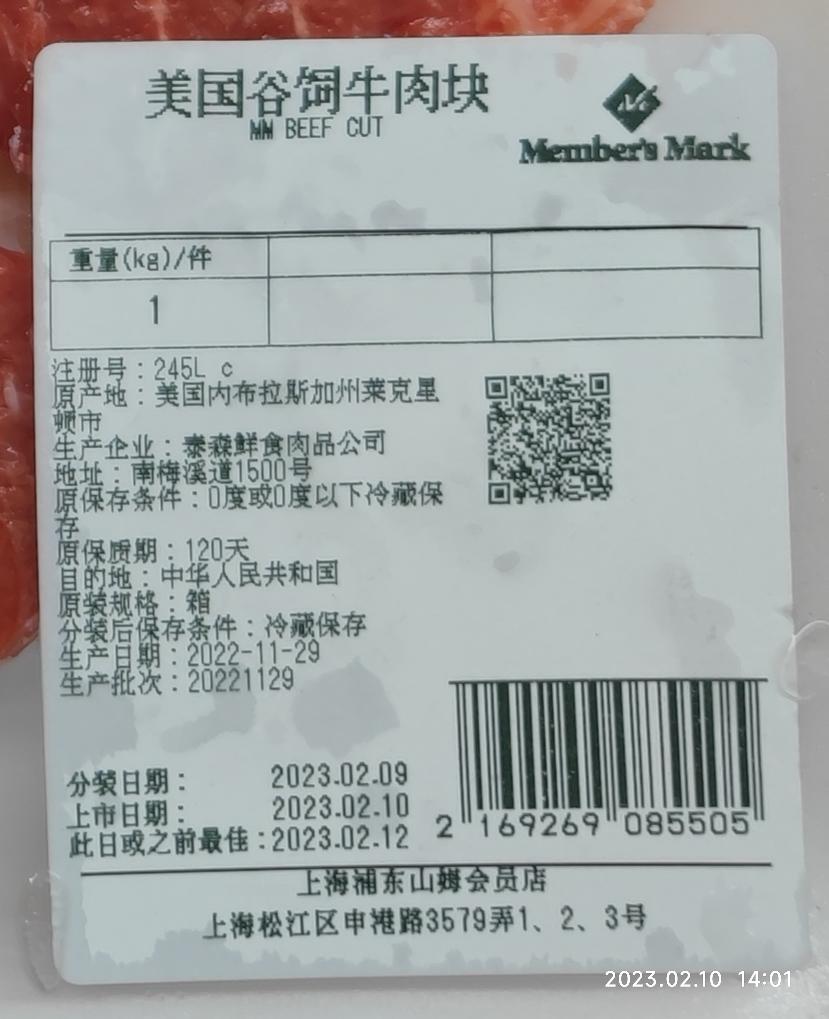 美国谷饲牛肉块
MM BEEF CUT
Member's Mark
重量(kg)/件
1
注册号：245L c
原产地：美国内布拉斯加州莱克星
顿市
生产企业：泰森鲜食肉品公司
地址：南梅溪道1500号
原保存条件：0度或0度以下冷藏保
存
原保质期：120天
目的地：中华人民共和国
原装规格：箱
分装后保存条件：冷藏保存
生产日期：2022-11-29
生产批次：20221129
分装日期： 2023.02.09
上市日期： 2023.02.10
此日或之前最佳：2023.02.12
2 169269 085505
上海浦东山姆会员店
上海松江区申港路3579弄1、2、3号
2023.02.10 14:01